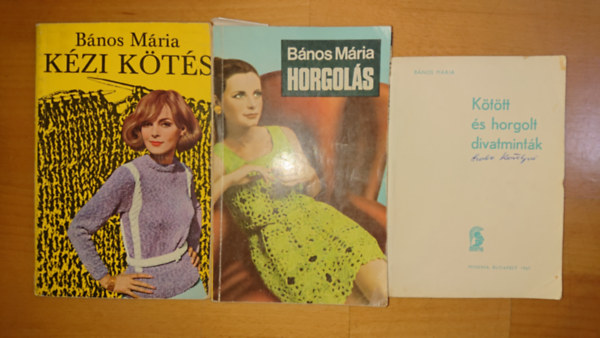 Bános Mária
KÉZI KÖTÉS
Bános Mária
HORGOLÁS
BÁNOS MÁRIA
Kötött
és horgolt
divatminták